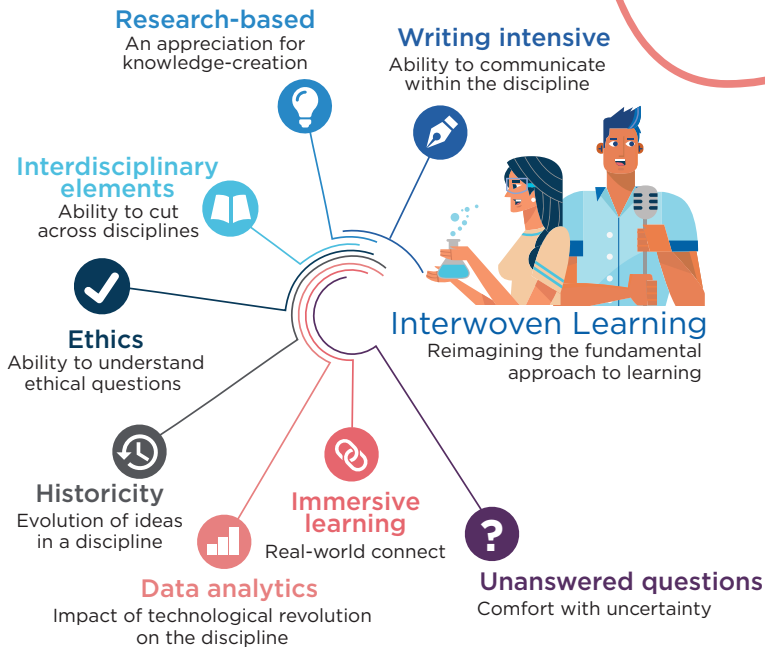 Research-based
An appreciation for
knowledge-creation
Writing intensive
Ability to communicate
within the discipline
Interdisciplinary
elements
Ability to cut
across disciplines
Ethics
Ability to understand
ethical questions
Interwoven Learning
Reimagining the fundamental
approach to learning
Historicity
Evolution of ideas
in a discipline
Immersive
learning
Real-world connect
Data analytics
Impact of technological revolution
on the discipline
?
Unanswered questions
Comfort with uncertainty